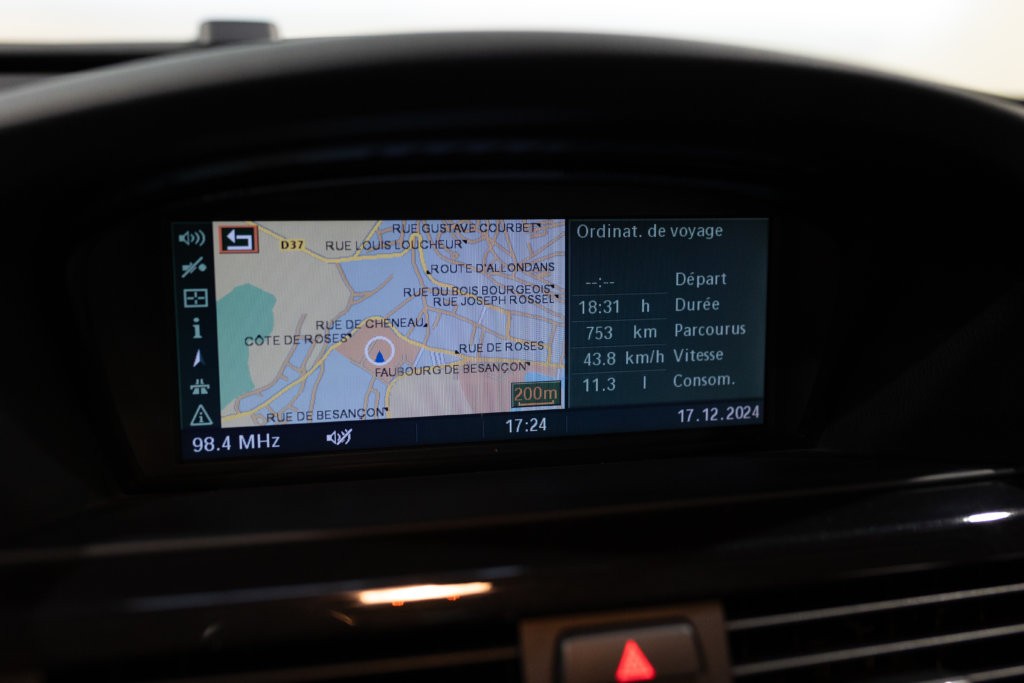 RUE GUSTAVE COURBET
D37
RUE LOUIS LOUCHEUR
ROUTE D'ALLONDANS
RUE DU BOIS BOURGEOIS
RUE JOSEPH ROSSEL
RUE DE CHENEAU
CÔTE DE ROSES
RUE DE ROSES
FAUBOURG DE BESANÇON
200m
RUE DE BESANÇON
Ordinat. de voyage
--:-- Départ
18:31 h Durée
753 km Parcourus
43.8 km/h Vitesse
11.3 l Consom.
98.4 MHz
17:24
17.12.2024